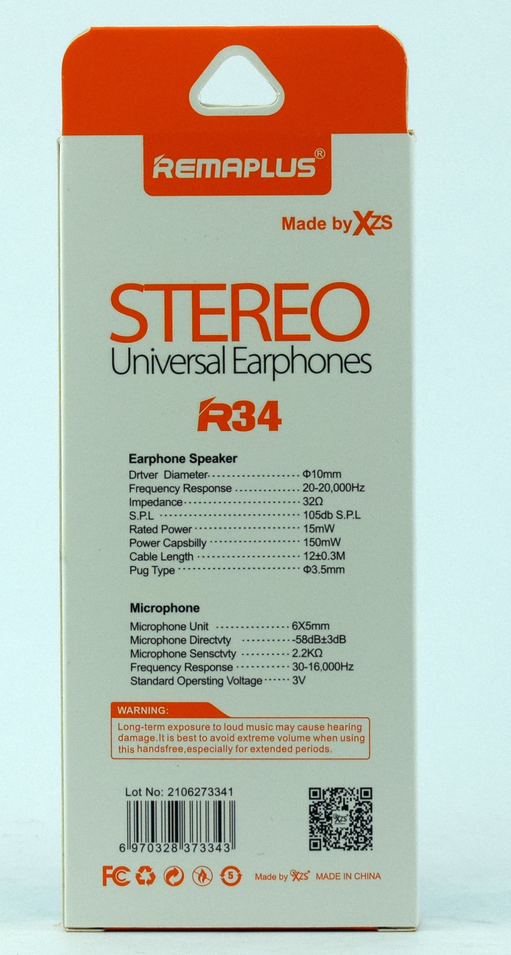 REMAPLUS®
Made by XZS
STEREO
Universal Earphones
R34
Earphone Speaker
Drtver Diameter Φ10mm
Frequency Response 20-20,000Hz
Impedance 32Ω
S.P.L 105db S.P.L
Rated Power 15mW
Power Capsbilly 150mW
Cable Length 12±0.3M
Pug Type Φ3.5mm
Microphone
Microphone Unit 6X5mm
Microphone Directvty -58dB±3dB
Microphone Sensctvty 2.2KΩ
Frequency Response 30-16,000Hz
Standard Opersting Voltage 3V
WARNING:
Long-term exposure to loud music may cause hearing
damage.It is best to avoid extreme volume when using
this handsfree,especially for extended periods.
Lot No: 2106273341
6 970328 373343
XZS
FC 5 Made by XZS® MADE IN CHINA